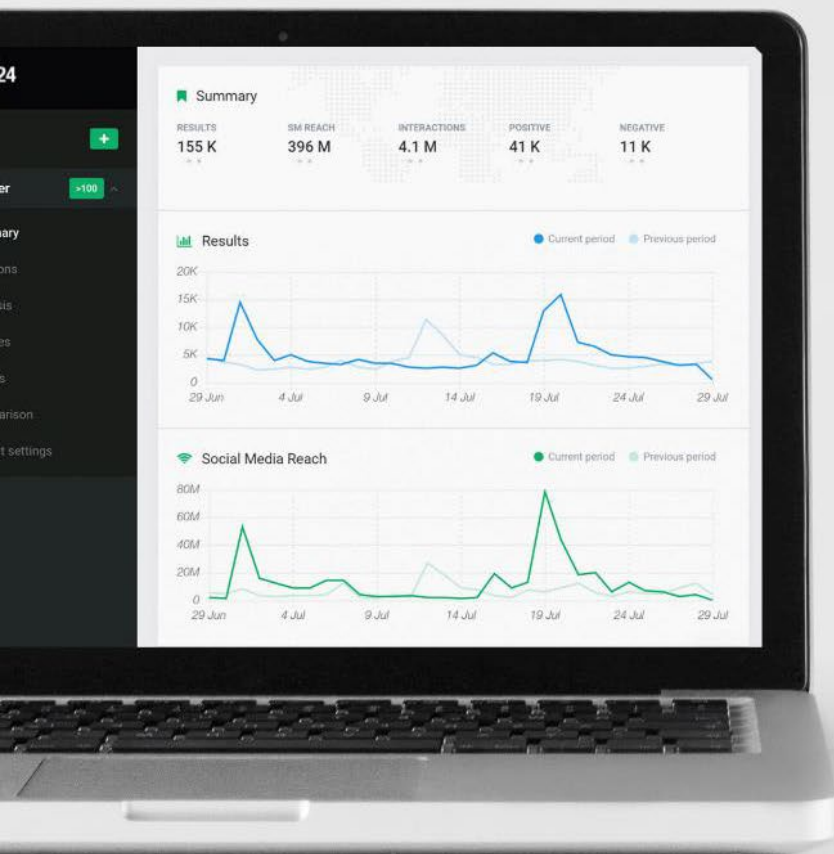 24
+
er
>100
ary
ons
sis
es
s
arison
t settings
Summary
RESULTS SM REACH INTERACTIONS POSITIVE NEGATIVE
155 K 396 M 4.1 M 41 K 11 K
Results Current period Previous period
20K
15K
10K
5K
0
29 Jun 4 Jul 9 Jul 14 Jul 19 Jul 24 Jul 29 Jul
Social Media Reach Current period Previous period
80M
60M
40M
20M
0
29 Jun 4 Jul 9 Jul 14 Jul 19 Jul 24 Jul 29 Jul